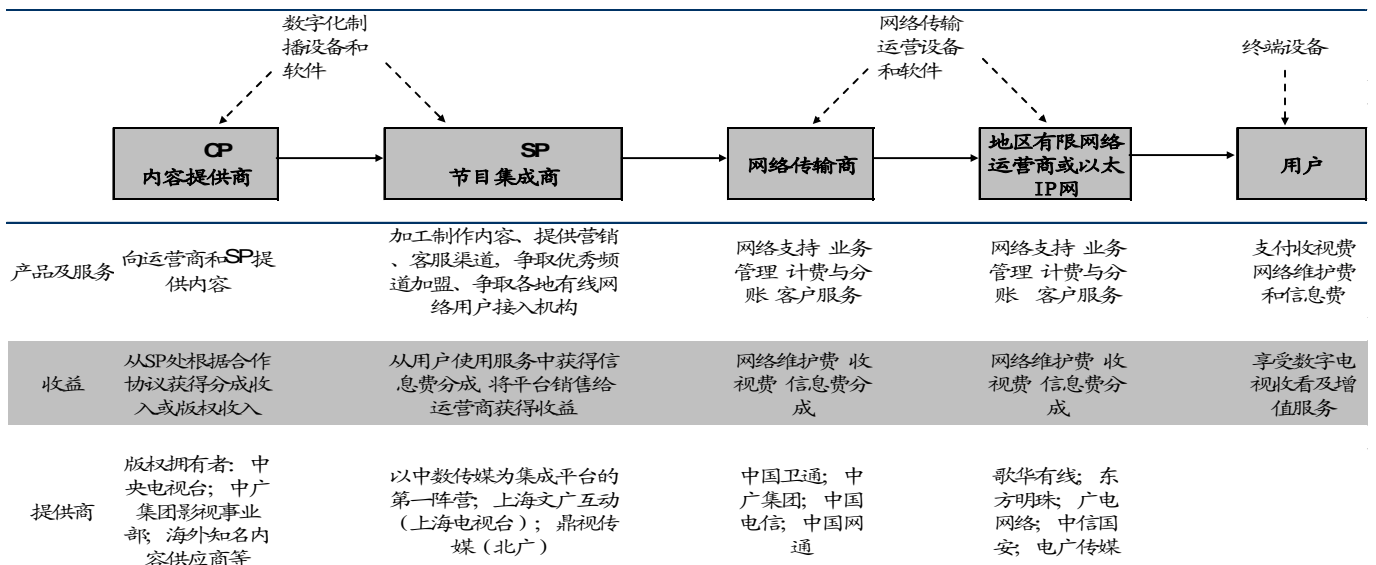 数字化制
播设备和
软件
网络传输
运营设备
和软件
终端设备
CP
内容提供商
SP
节目集成商
网络传输商
地区有限网络
运营商或以太
IP网
用户
产品及服务
向运营商和SP提
供内容
加工制作内容、提供营销
、客服渠道，争取优秀频
道加盟、争取各地有线网
络用户接入机构
网络支持 业务
管理 计费与分
账 客户服务
网络支持 业务
管理 计费与分
账 客户服务
支付收视费
网络维护费
和信息费
收益
从SP处根据合作
协议获得分成收
入或版权收入
从用户使用服务中获得信
息费分成 将平台销售给
运营商获得收益
网络维护费 收
视费 信息费分
成
网络维护费 收
视费 信息费分
成
享受数字电
视收看及增
值服务
提供商
版权拥有者：中
央电视台；中广
集团影视事业
部；海外知名内
容供应商等
以中数传媒为集成平台的
第一阵营；上海文广互动
（上海电视台）；鼎视传
媒（北广）
中国卫通；中
广集团；中国
电信；中国网
通
歌华有线；东
方明珠；广电
网络；中信国
安；电广传媒